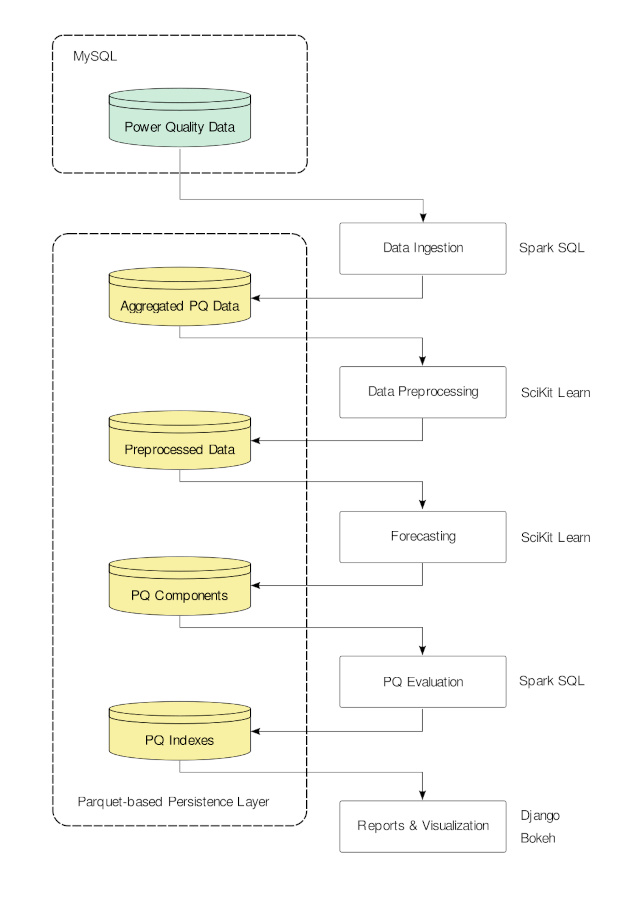 MySQL
Power Quality Data
Data Ingestion
Spark SQL
Aggregated PQ Data
Data Preprocessing
SciKit Learn
Preprocessed Data
Forecasting
SciKit Learn
PQ Components
PQ Evaluation
Spark SQL
PQ Indexes
Parquet-based Persistence Layer
Reports & Visualization
Django
Bokeh